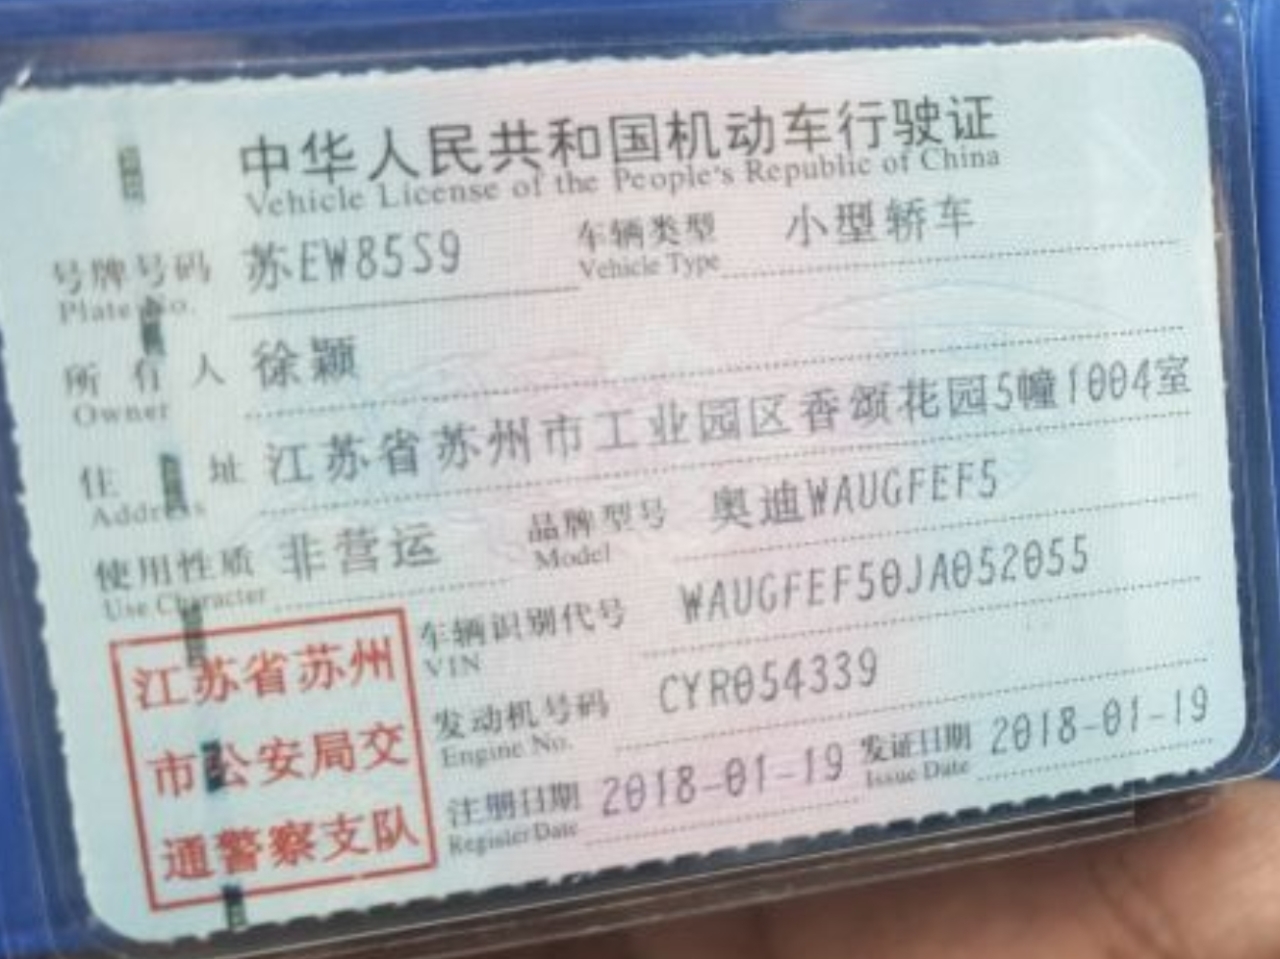 中华人民共和国机动车行驶证
Vehicle License of the People's Republic of China
号牌号码 苏EW85S9 车辆类型 小型轿车
Plate No. Vehicle Type
所有人 徐颖
Owner
住址 江苏省苏州市工业园区香颂花园5幢1004室
Address
使用性质 非营运 品牌型号 奥迪WAUGFEF5
Use Character Model
车辆识别代号 WAUGFEF50JA052055
VIN
发动机号码 CYR054339
Engine No.
注册日期 2018-01-19 发证日期 2018-01-19
Register Date Issue Date
江苏省苏州
市公安局交
通警察支队